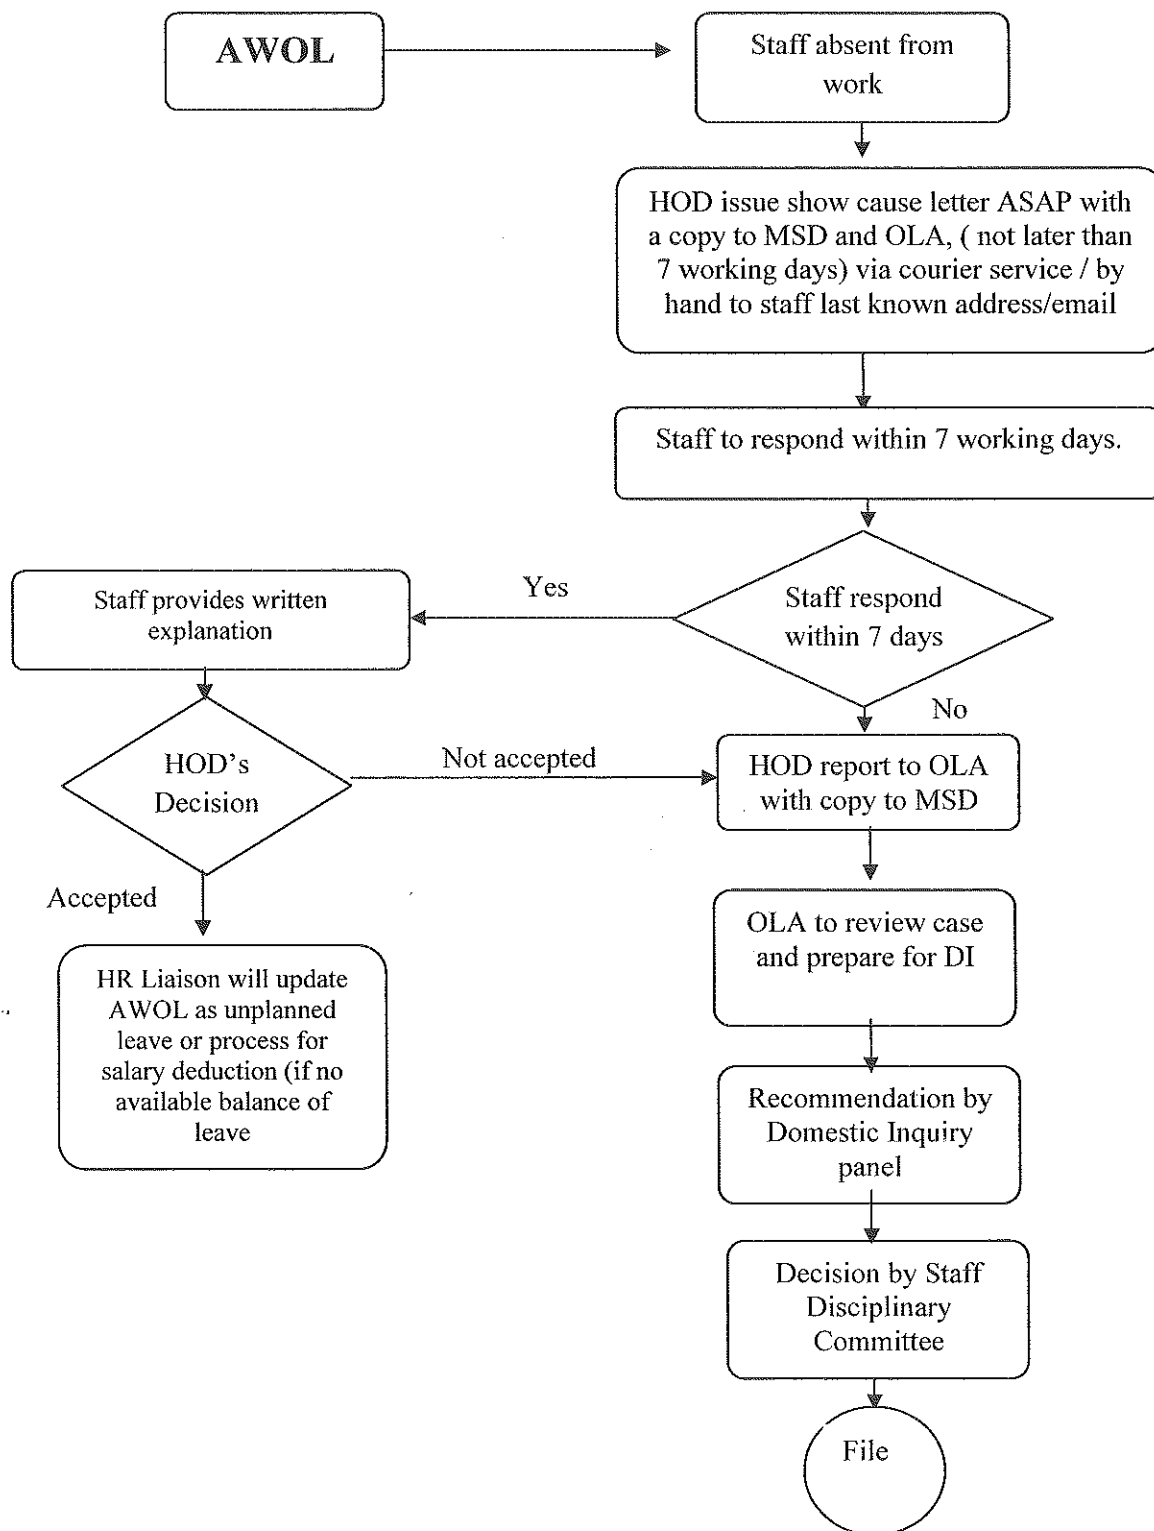 AWOL
Staff absent from
work
HOD issue show cause letter ASAP with
a copy to MSD and OLA, ( not later than
7 working days) via courier service / by
hand to staff last known address/email
Staff to respond within 7 working days.
Staff respond
within 7 days
Yes
No
Staff provides written
explanation
HOD's
Decision
Not accepted
Accepted
HOD report to OLA
with copy to MSD
HR Liaison will update
AWOL as unplanned
leave or process for
salary deduction (if no
available balance of
leave
OLA to review case
and prepare for DI
Recommendation by
Domestic Inquiry
panel
Decision by Staff
Disciplinary
Committee
File